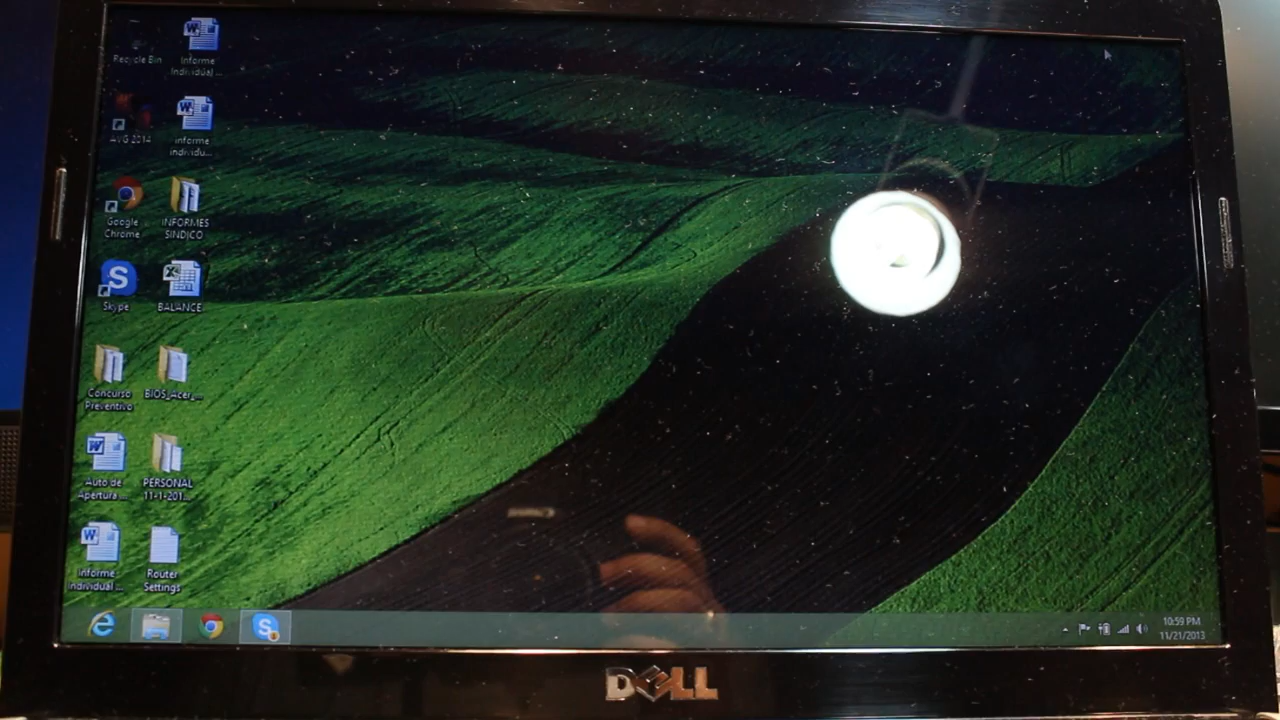 Recycle Bin
Informe
Individual ...
AVG 2014
informe
individu...
Google
Chrome
INFORMES
SINDICO
Skype
BALANCE
Concurso
Preventivo
BIOS_Acer_...
Auto de
Apertura ...
PERSONAL
11-1-201...
Informe
Individual ...
Router
Settings
10:59 PM
11/21/2013
DELL